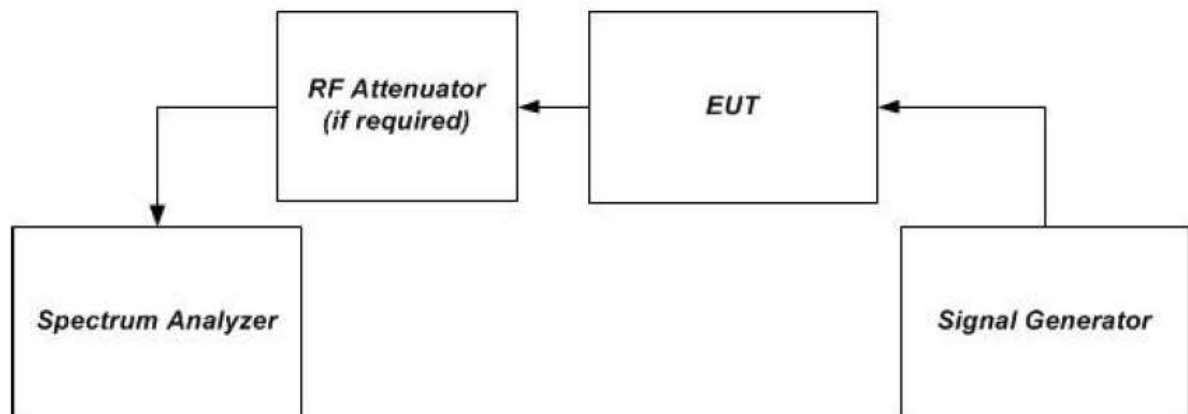 RF Attenuator
(if required)
EUT
Spectrum Analyzer
Signal Generator